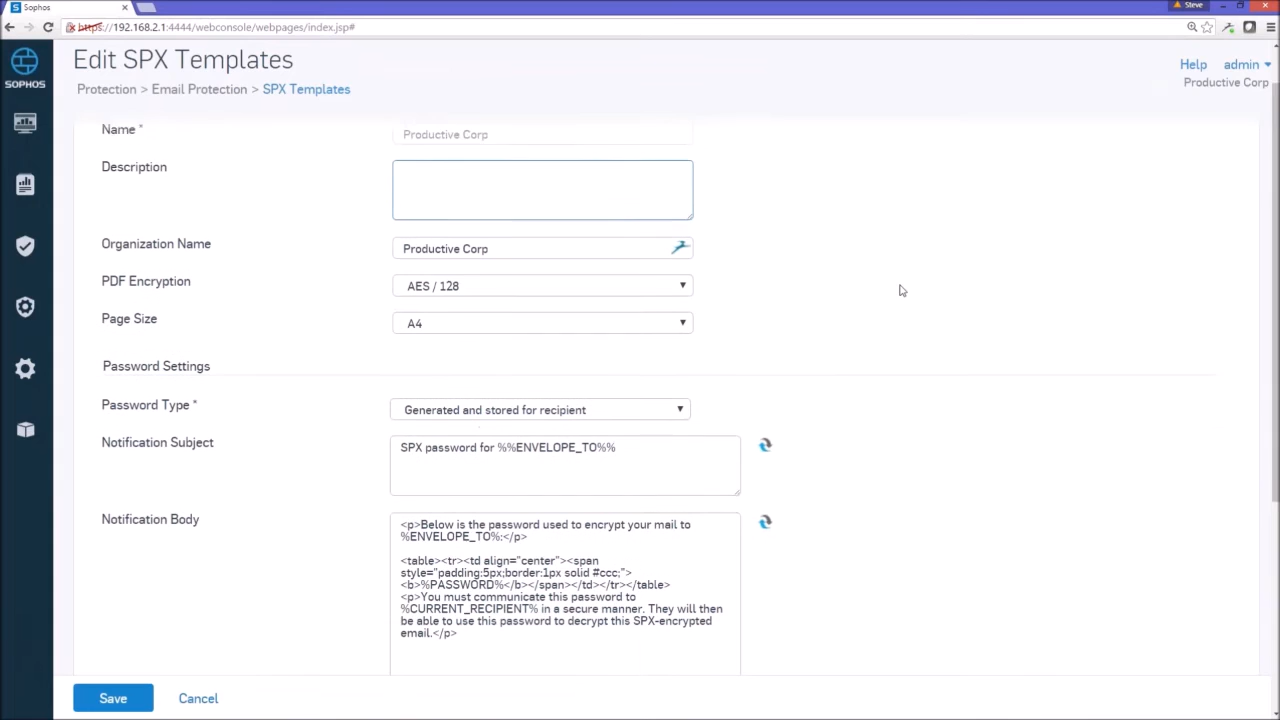 Sophos
Steve
https://192.168.2.1:4444/webconsole/webpages/index.jsp#
SOPHOS
Edit SPX Templates
Help admin
Productive Corp
Protection > Email Protection > SPX Templates
Name *
Productive Corp
Description
Organization Name
Productive Corp
PDF Encryption
AES / 128
Page Size
A4
Password Settings
Password Type *
Generated and stored for recipient
Notification Subject
SPX password for %%ENVELOPE_TO%%
Notification Body
<p>Below is the password used to encrypt your mail to
%ENVELOPE_TO%:</p>
<table><tr><td align="center"><span
style="padding:5px;border:1px solid #ccc;">
<b>%PASSWORD%</b></span></td></tr></table>
<p>You must communicate this password to
%CURRENT_RECIPIENT% in a secure manner. They will then
be able to use this password to decrypt this SPX-encrypted
email.</p>
Save
Cancel